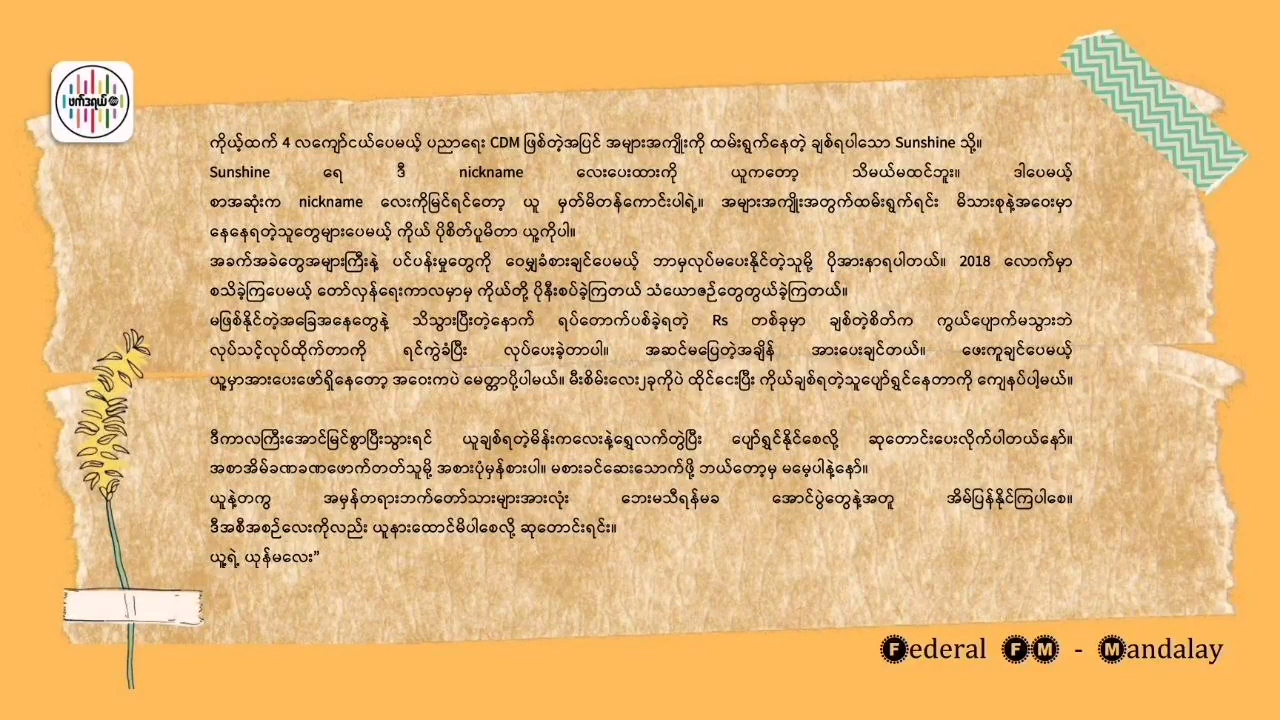 ဖက်ဒရယ်
ကိုယ့်ထက် 4 လကျော်ငယ်ပေမယ့် ပညာရေး CDM ဖြစ်တဲ့အပြင် အများအကျိုးကို ထမ်းရွက်နေတဲ့ ချစ်ရပါသော Sunshine သို့။
Sunshine ရေ ဒီ nickname လေးပေးထားကို ယူကတော့ သိမယ်မထင်ဘူး။ ဒါပေမယ့်
စာအဆုံးက nickname လေးကိုမြင်ရင်တော့ ယူ မှတ်မိတန်ကောင်းပါရဲ့။ အများအကျိုးအတွက်ထမ်းရွက်ရင်း မိသားစုနဲ့အဝေးမှာ
နေနေရတဲ့သူတွေများပေမယ့် ကိုယ် ပိုစိတ်ပူမိတာ ယူ့ကိုပါ။
အခက်အခဲတွေအများကြီးနဲ့ ပင်ပန်းမှုတွေကို ဝေမျှခံစားချင်ပေမယ့် ဘာမှလုပ်မပေးနိုင်တဲ့သူမို့ ပိုအားနာရပါတယ်။ 2018 လောက်မှာ
စသိခဲ့ကြပေမယ့် တော်လှန်ရေးကာလမှာမှ ကိုယ်တို့ ပိုနီးစပ်ခဲ့ကြတယ် သံယောဇဉ်တွေတွယ်ခဲ့ကြတယ်။
မဖြစ်နိုင်တဲ့အခြေအနေတွေနဲ့ သိသွားပြီးတဲ့နောက် ရပ်တောက်ပစ်ခဲ့ရတဲ့ Rs တစ်ခုမှာ ချစ်တဲ့စိတ်က ကွယ်ပျောက်မသွားဘဲ
လုပ်သင့်လုပ်ထိုက်တာကို ရင်ကွဲခံပြီး လုပ်ပေးခဲ့တာပါ။ အဆင်မပြေတဲ့အချိန် အားပေးချင်တယ်။ ဖေးကူချင်ပေမယ့်
ယူ့မှာအားပေးဖော်ရှိနေတော့ အဝေးကပဲ မေတ္တာပို့ပါမယ်။ မီးစိမ်းလေး၂ခုကိုပဲ ထိုင်ငေးပြီး ကိုယ်ချစ်ရတဲ့သူပျော်ရွှင်နေတာကို ကျေနပ်ပါ့မယ်။
ဒီကာလကြီးအောင်မြင်စွာပြီးသွားရင် ယူချစ်ရတဲ့မိန်းကလေးနဲ့ရွှေလက်တွဲပြီး ပျော်ရွှင်နိုင်စေလို့ ဆုတောင်းပေးလိုက်ပါတယ်နော်။
အစာအိမ်ခဏခဏဖောက်တတ်သူမို့ အစားပုံမှန်စားပါ။ မစားခင်ဆေးသောက်ဖို့ ဘယ်တော့မှ မမေ့ပါနဲ့နော်။
ယူနဲ့တကွ အမှန်တရားဘက်တော်သားများအားလုံး ဘေးမသီရန်မခ အောင်ပွဲတွေနဲ့အတူ အိမ်ပြန်နိုင်ကြပါစေ။
ဒီအစီအစဉ်လေးကိုလည်း ယူနားထောင်မိပါစေလို့ ဆုတောင်းရင်း။
ယူ့ရဲ့ ယုန်မလေး”
Federal FM - Mandalay